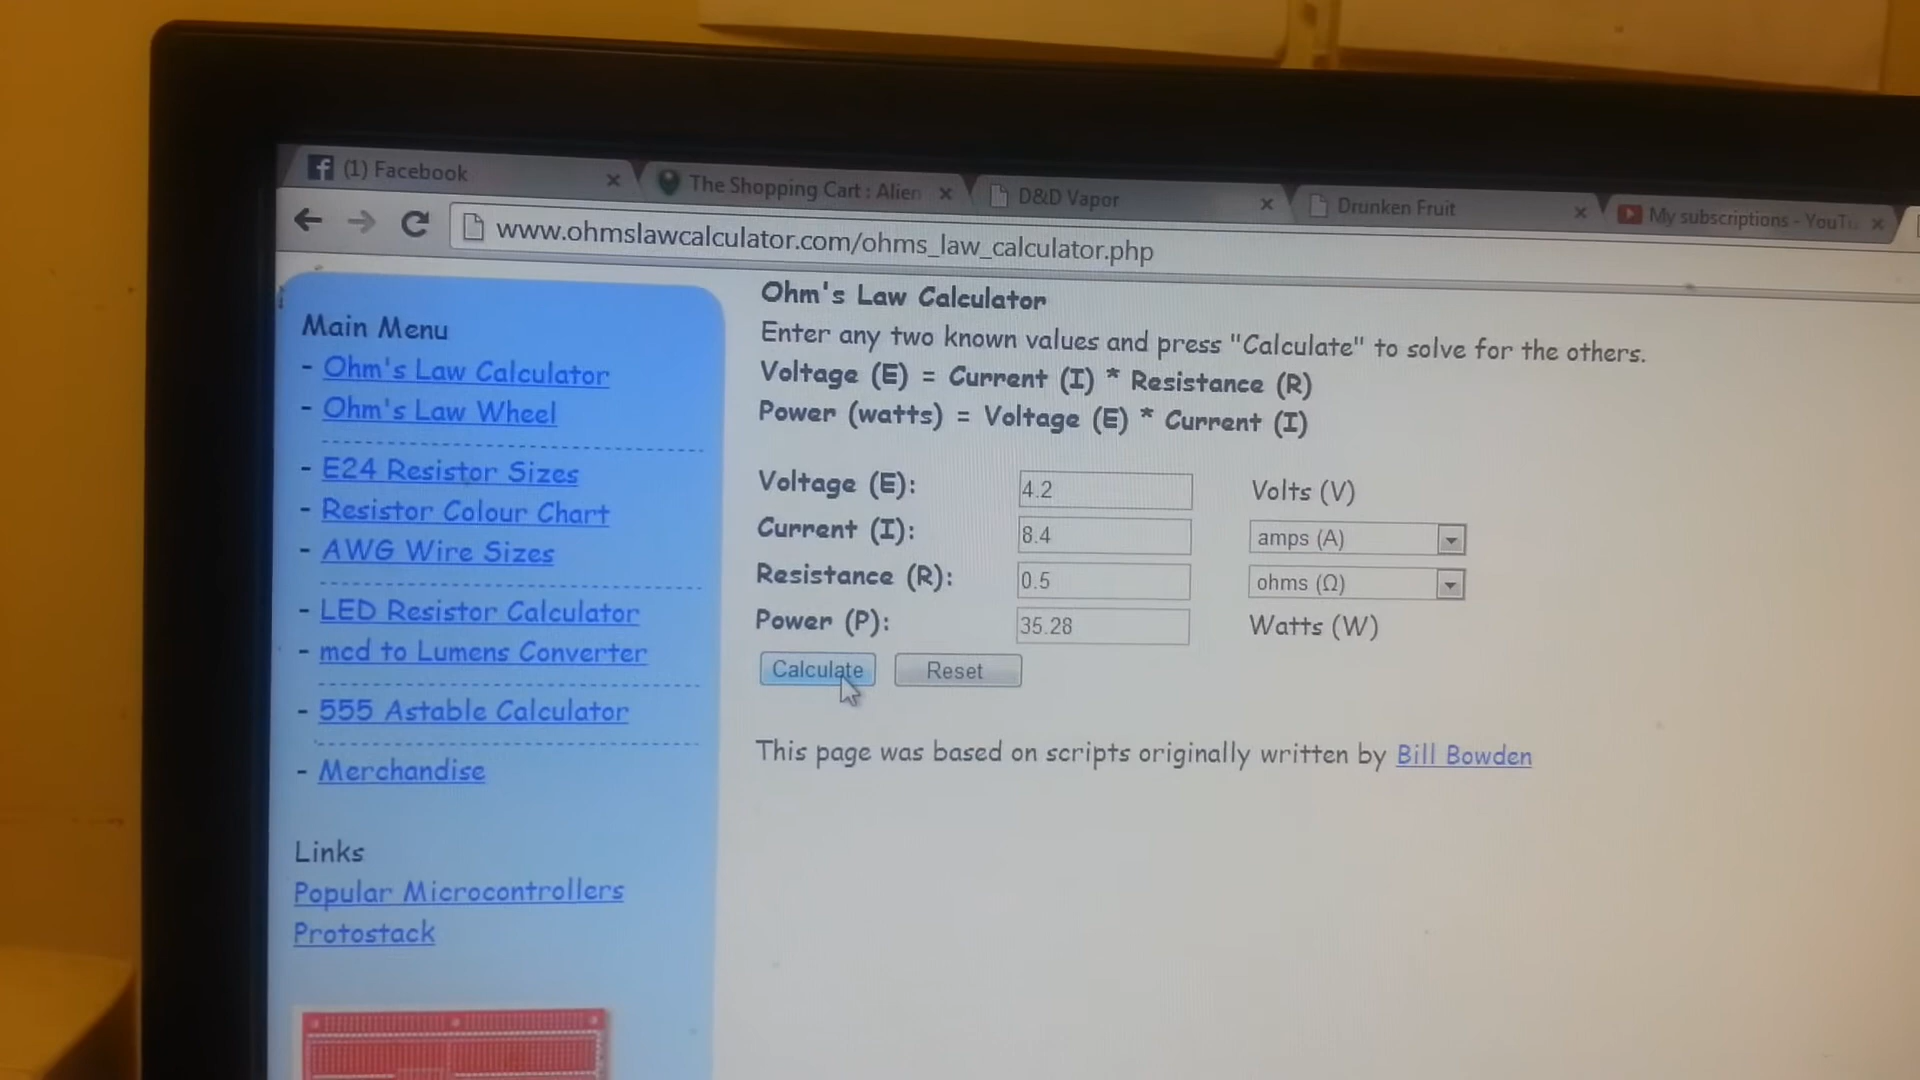 (1) Facebook
The Shopping Cart : Alien
D&D Vapor
Drunken Fruit
My subscriptions - YouTu
www.ohmslawcalculator.com/ohms_law_calculator.php
Main Menu
- Ohm's Law Calculator
- Ohm's Law Wheel
- E24 Resistor Sizes
- Resistor Colour Chart
- AWG Wire Sizes
- LED Resistor Calculator
- mcd to Lumens Converter
- 555 Astable Calculator
- Merchandise
Links
Popular Microcontrollers
Protostack
Ohm's Law Calculator
Enter any two known values and press "Calculate" to solve for the others.
Voltage (E) = Current (I) * Resistance (R)
Power (watts) = Voltage (E) * Current (I)
Voltage (E): 4.2 Volts (V)
Current (I): 8.4 amps (A)
Resistance (R): 0.5 ohms (Ω)
Power (P): 35.28 Watts (W)
Calculate Reset
This page was based on scripts originally written by Bill Bowden